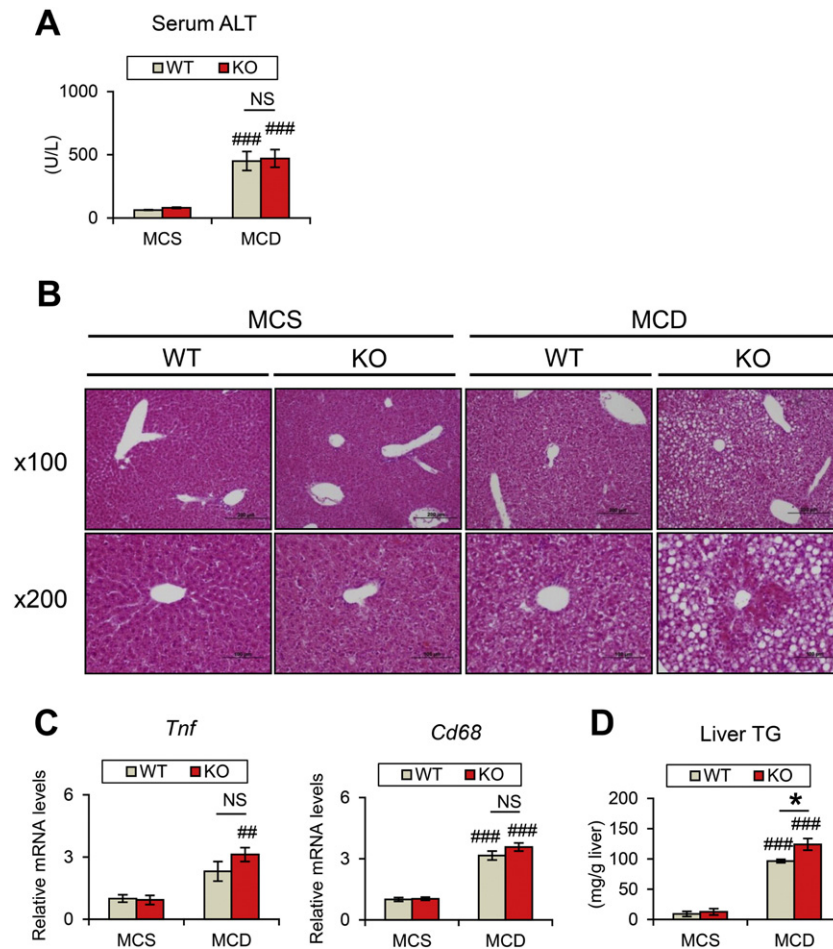 A
Serum ALT
WT KO
1000
500
0
(U/L)
NS
### ###
MCS MCD
B
MCS MCD
WT KO WT KO
x100
x200
C
Tnf
WT KO
Relative mRNA levels
6
3
0
NS
##
MCS MCD
Cd68
WT KO
Relative mRNA levels
6
3
0
NS
### ###
MCS MCD
D
Liver TG
WT KO
(mg/g liver)
200
150
100
50
0
*
### ###
MCS MCD